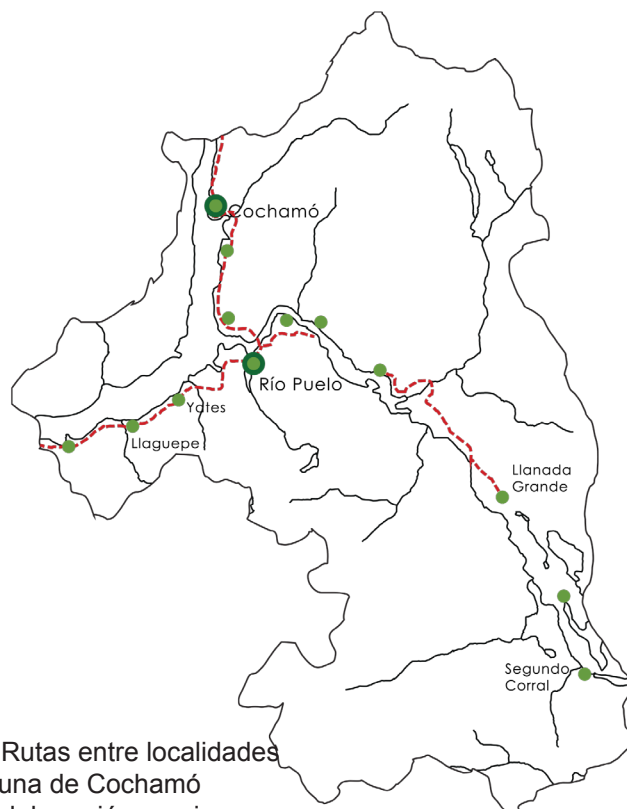 Cochamó
Río Puelo
Yates
Llaguepe
Llanada
Grande
Segundo
Corral
Rutas entre localidades
una de Cochamó